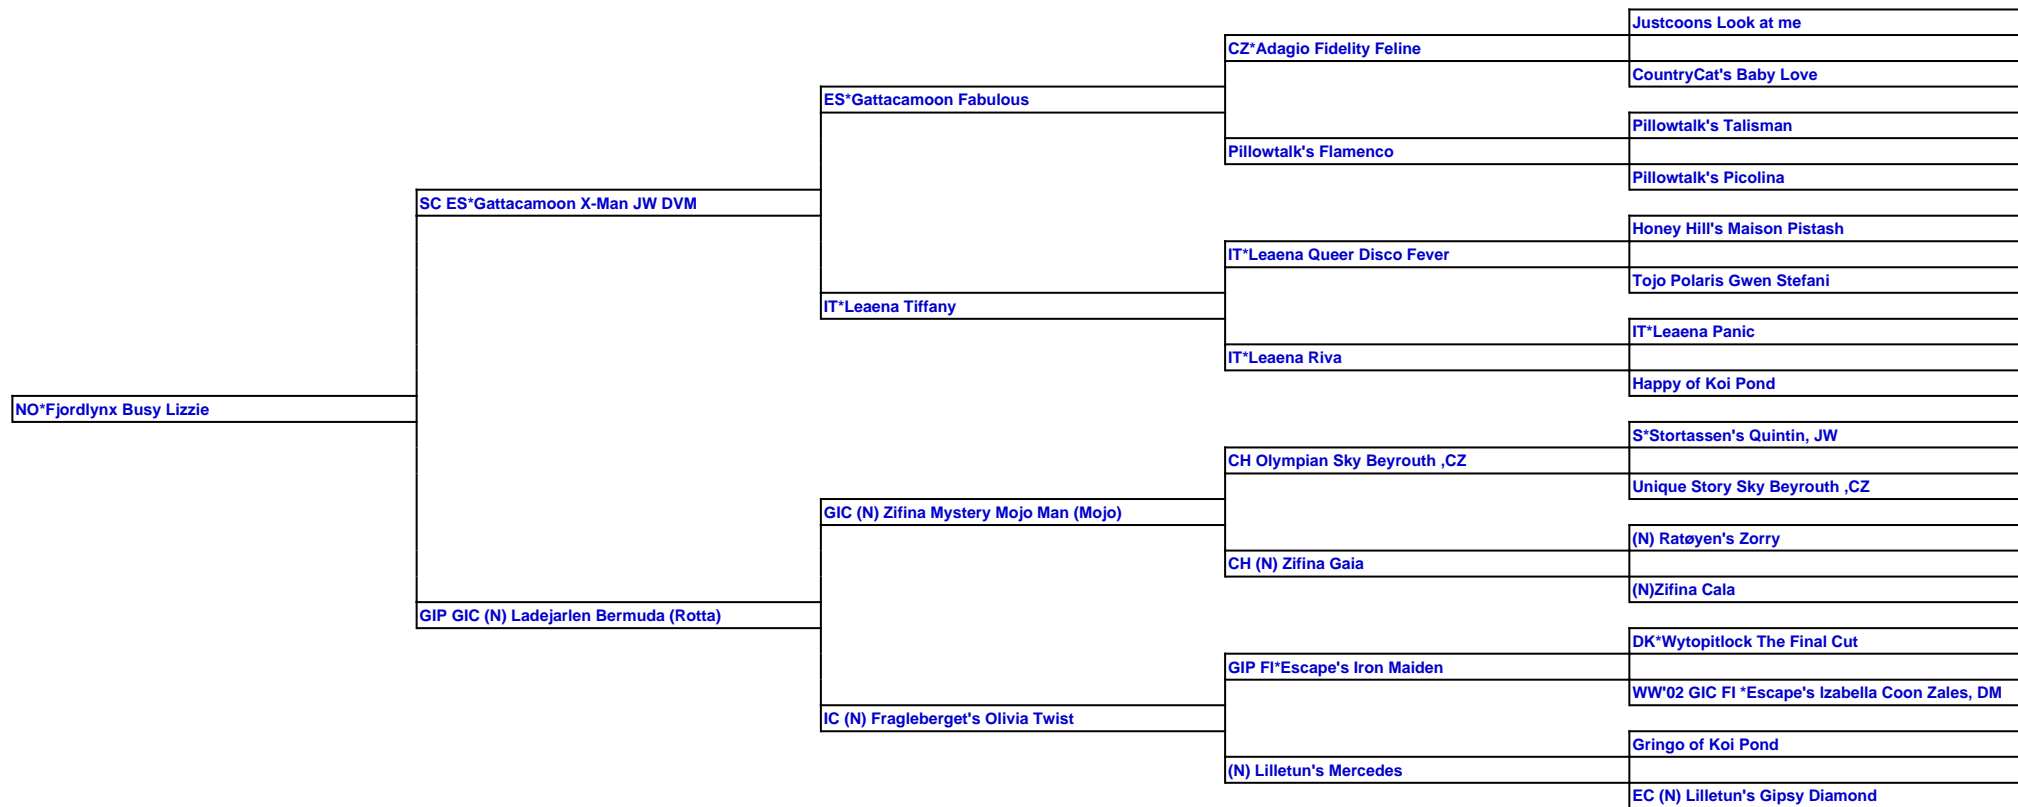 Justcoons Look at me
CZ*Adagio Fidelity Feline
CountryCat's Baby Love
ES*Gattacamoon Fabulous
Pillowtalk's Talisman
Pillowtalk's Flamenco
Pillowtalk's Picolina
SC ES*Gattacamoon X-Man JW DVM
Honey Hill's Maison Pistash
IT*Leaena Queer Disco Fever
Tojo Polaris Gwen Stefani
IT*Leaena Tiffany
IT*Leaena Panic
IT*Leaena Riva
Happy of Koi Pond
NO*Fjordlynx Busy Lizzie
S*Stortassen's Quintin, JW
CH Olympian Sky Beyrouth ,CZ
Unique Story Sky Beyrouth ,CZ
GIC (N) Zifina Mystery Mojo Man (Mojo)
(N) Ratøyen's Zorry
CH (N) Zifina Gaia
(N)Zifina Cala
GIP GIC (N) Ladejarlen Bermuda (Rotta)
DK*Wytopitlock The Final Cut
GIP FI*Escape's Iron Maiden
WW'02 GIC FI *Escape's Izabella Coon Zales, DM
IC (N) Fragleberget's Olivia Twist
Gringo of Koi Pond
(N) Lilletun's Mercedes
EC (N) Lilletun's Gipsy Diamond